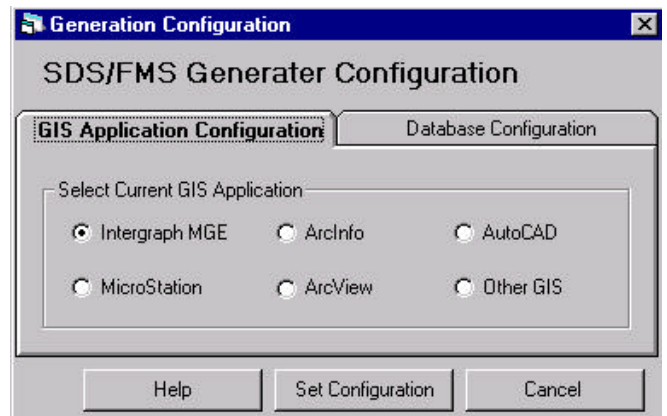 Generation Configuration
SDS/FMS Generater Configuration
GIS Application Configuration Database Configuration
Select Current GIS Application
Intergraph MGE ArcInfo AutoCAD
MicroStation ArcView Other GIS
Help Set Configuration Cancel